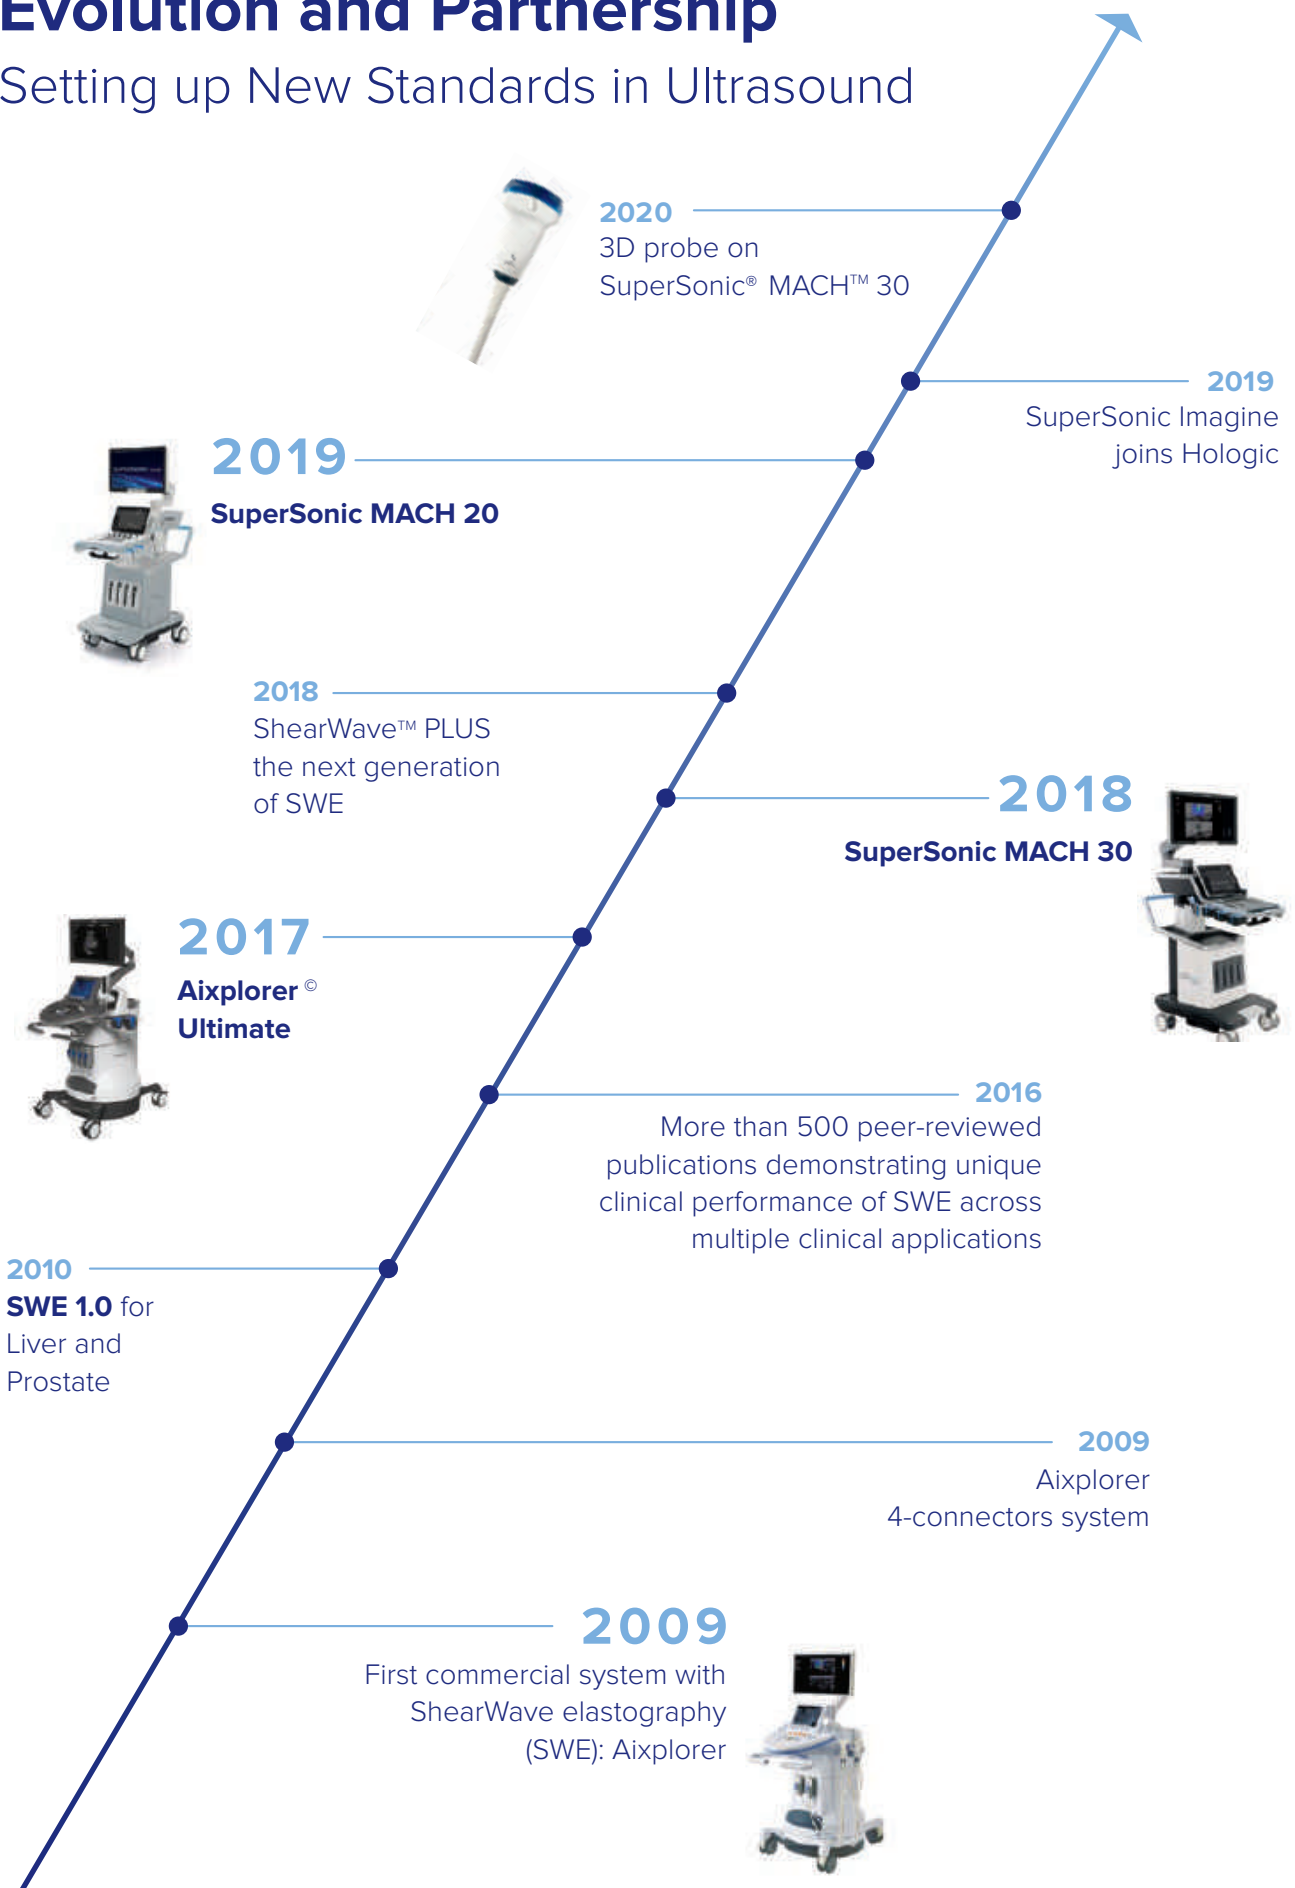 Evolution and Partnership
Setting up New Standards in Ultrasound
2020
3D probe on
SuperSonic® MACH™ 30
2019
SuperSonic Imagine
joins Hologic
2019
SuperSonic MACH 20
2018
ShearWave™ PLUS
the next generation
of SWE
2018
SuperSonic MACH 30
2017
Aixplorer ©
Ultimate
2016
More than 500 peer-reviewed
publications demonstrating unique
clinical performance of SWE across
multiple clinical applications
2010
SWE 1.0 for
Liver and
Prostate
2009
Aixplorer
4-connectors system
2009
First commercial system with
ShearWave elastography
(SWE): Aixplorer